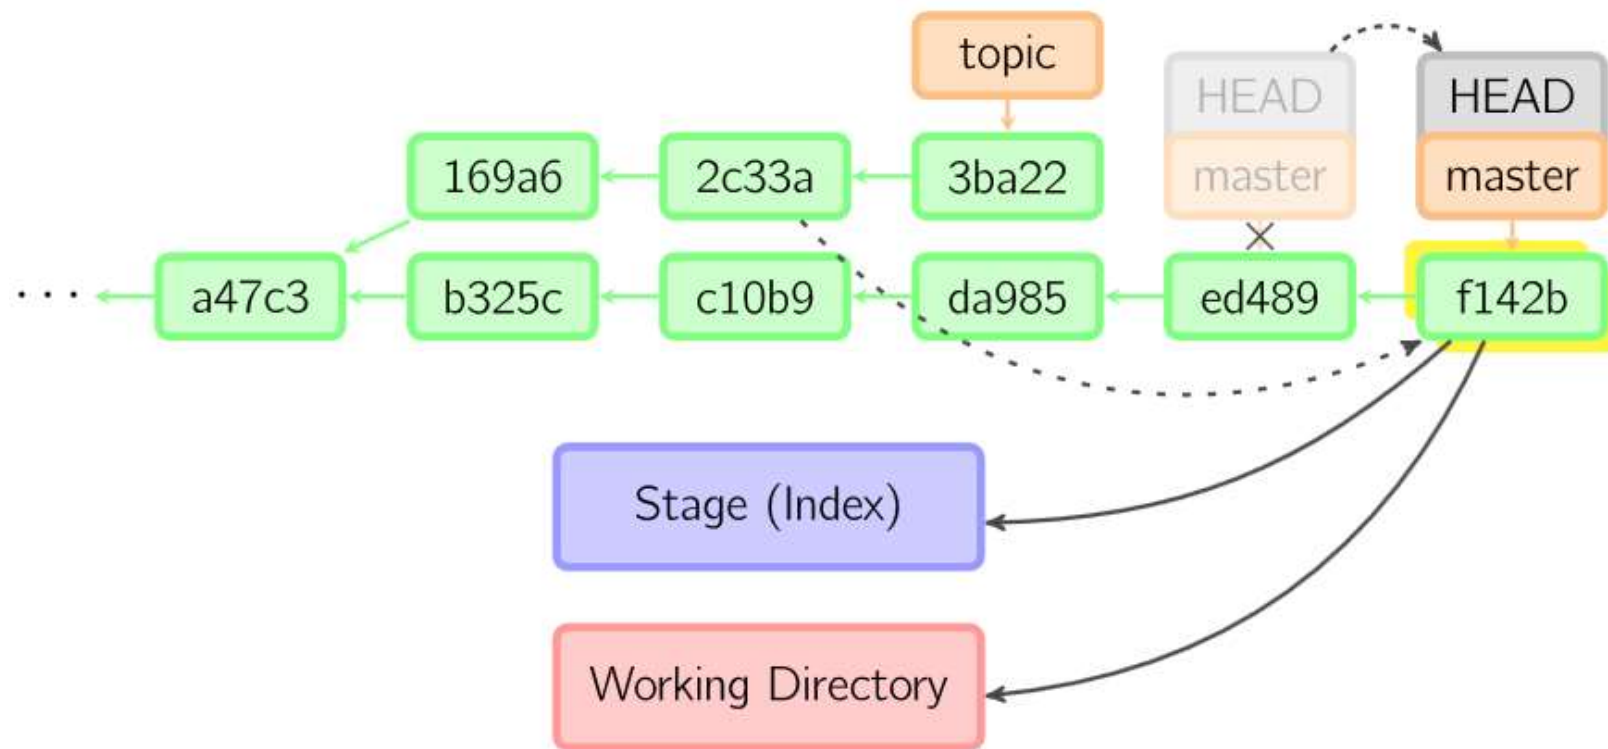 topic
HEAD
HEAD
169a6
2c33a
3ba22
master
master
...
a47c3
b325c
c10b9
da985
ed489
f142b
Stage (Index)
Working Directory